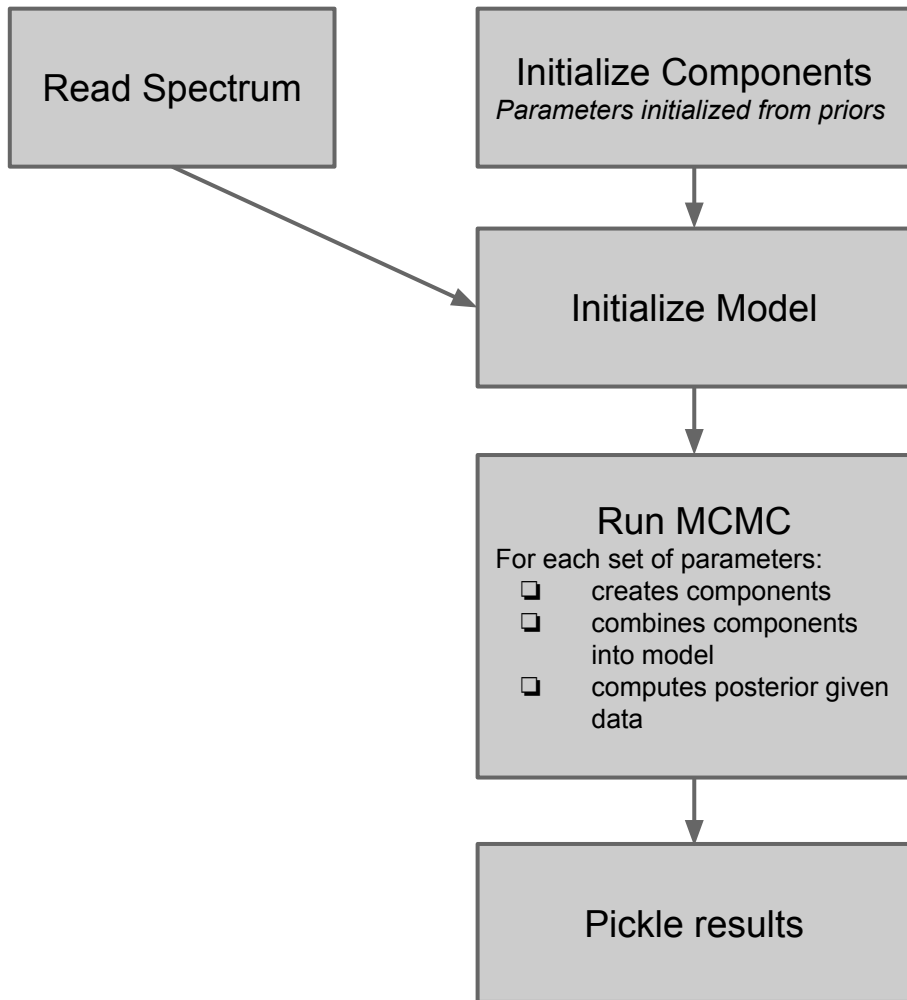 Read Spectrum
Initialize Components
Parameters initialized from priors
Initialize Model
Run MCMC
For each set of parameters:
❏ creates components
❏ combines components
into model
❏ computes posterior given
data
Pickle results